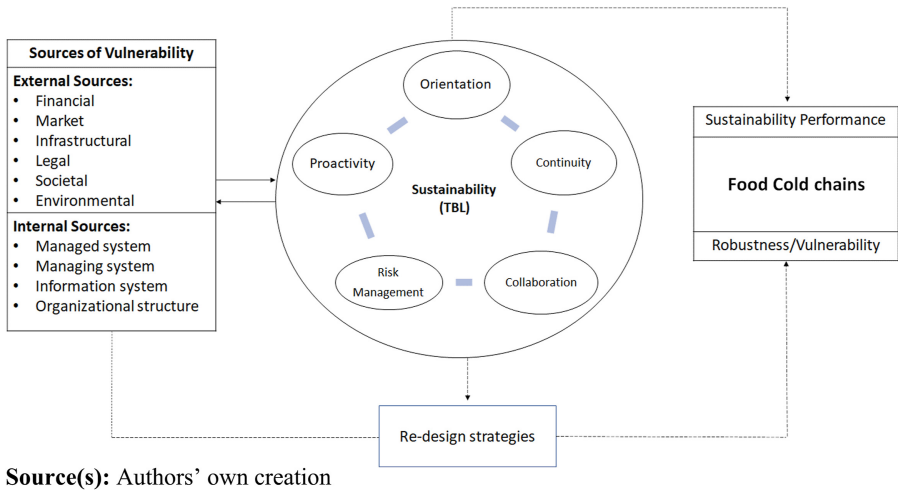 Sources of Vulnerability
External Sources:
• Financial
• Market
• Infrastructural
• Legal
• Societal
• Environmental
Internal Sources:
• Managed system
• Managing system
• Information system
• Organizational structure
Orientation
Proactivity
Continuity
Sustainability
(TBL)
Risk
Management
Collaboration
Sustainability Performance
Food Cold chains
Robustness/Vulnerability
Re-design strategies
Source(s): Authors' own creation